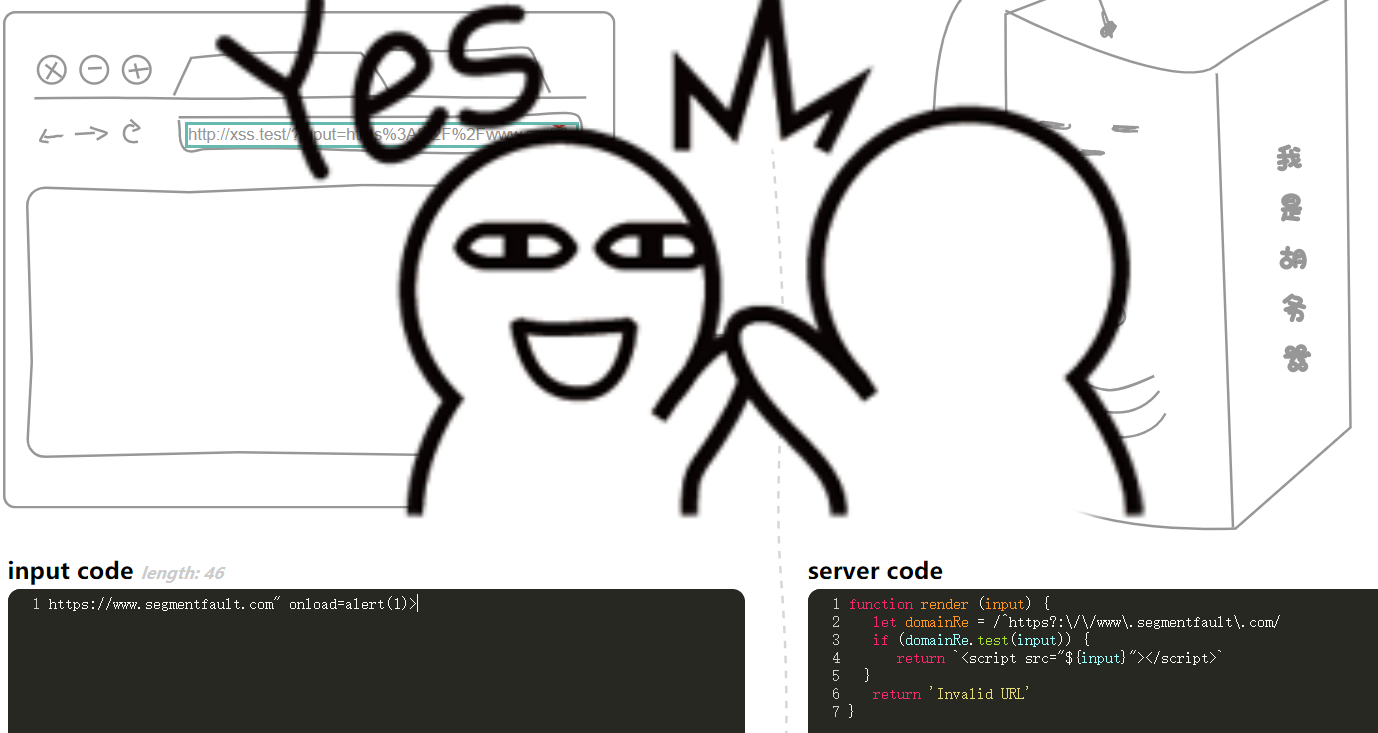 Yes
http://xss.test/?input=https%3A%2F%2Fwww.
我
是
胡
爷
input code length: 46
1 https://www.segmentfault.com" onload=alert(1)>
server code
1 function render (input) {
2 let domainRe = /^https?:\/\/www\.segmentfault\.com/
3 if (domainRe.test(input)) {
4 return `<script src="${input}"></script>`
5 }
6 return 'Invalid URL'
7 }